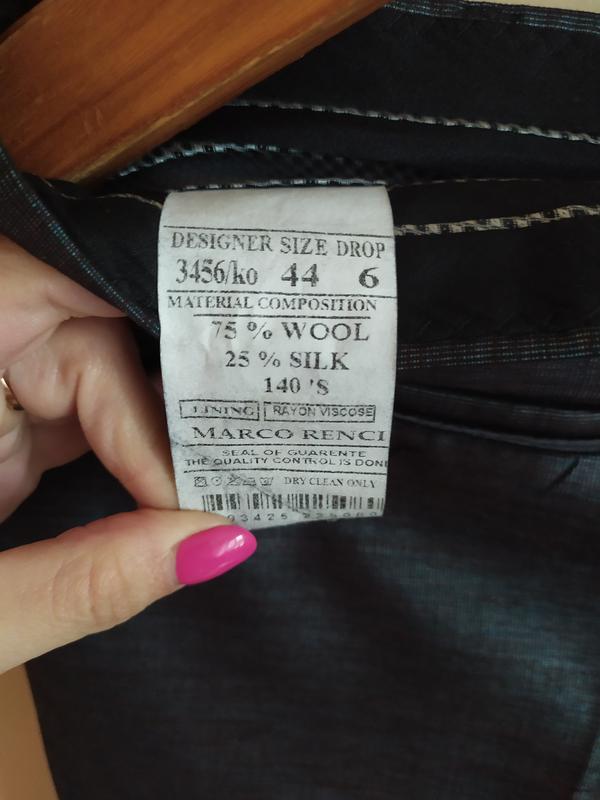 DESIGNER SIZE DROP
3456/ko 44 6
MATERIAL COMPOSITION
75 % WOOL
25 % SILK
140 'S
LINING RAYON VISCOSE
MARCO RENCI
SEAL OF GUARENTE
THE QUALITY CONTROL IS DONE
DRY CLEAN ONLY